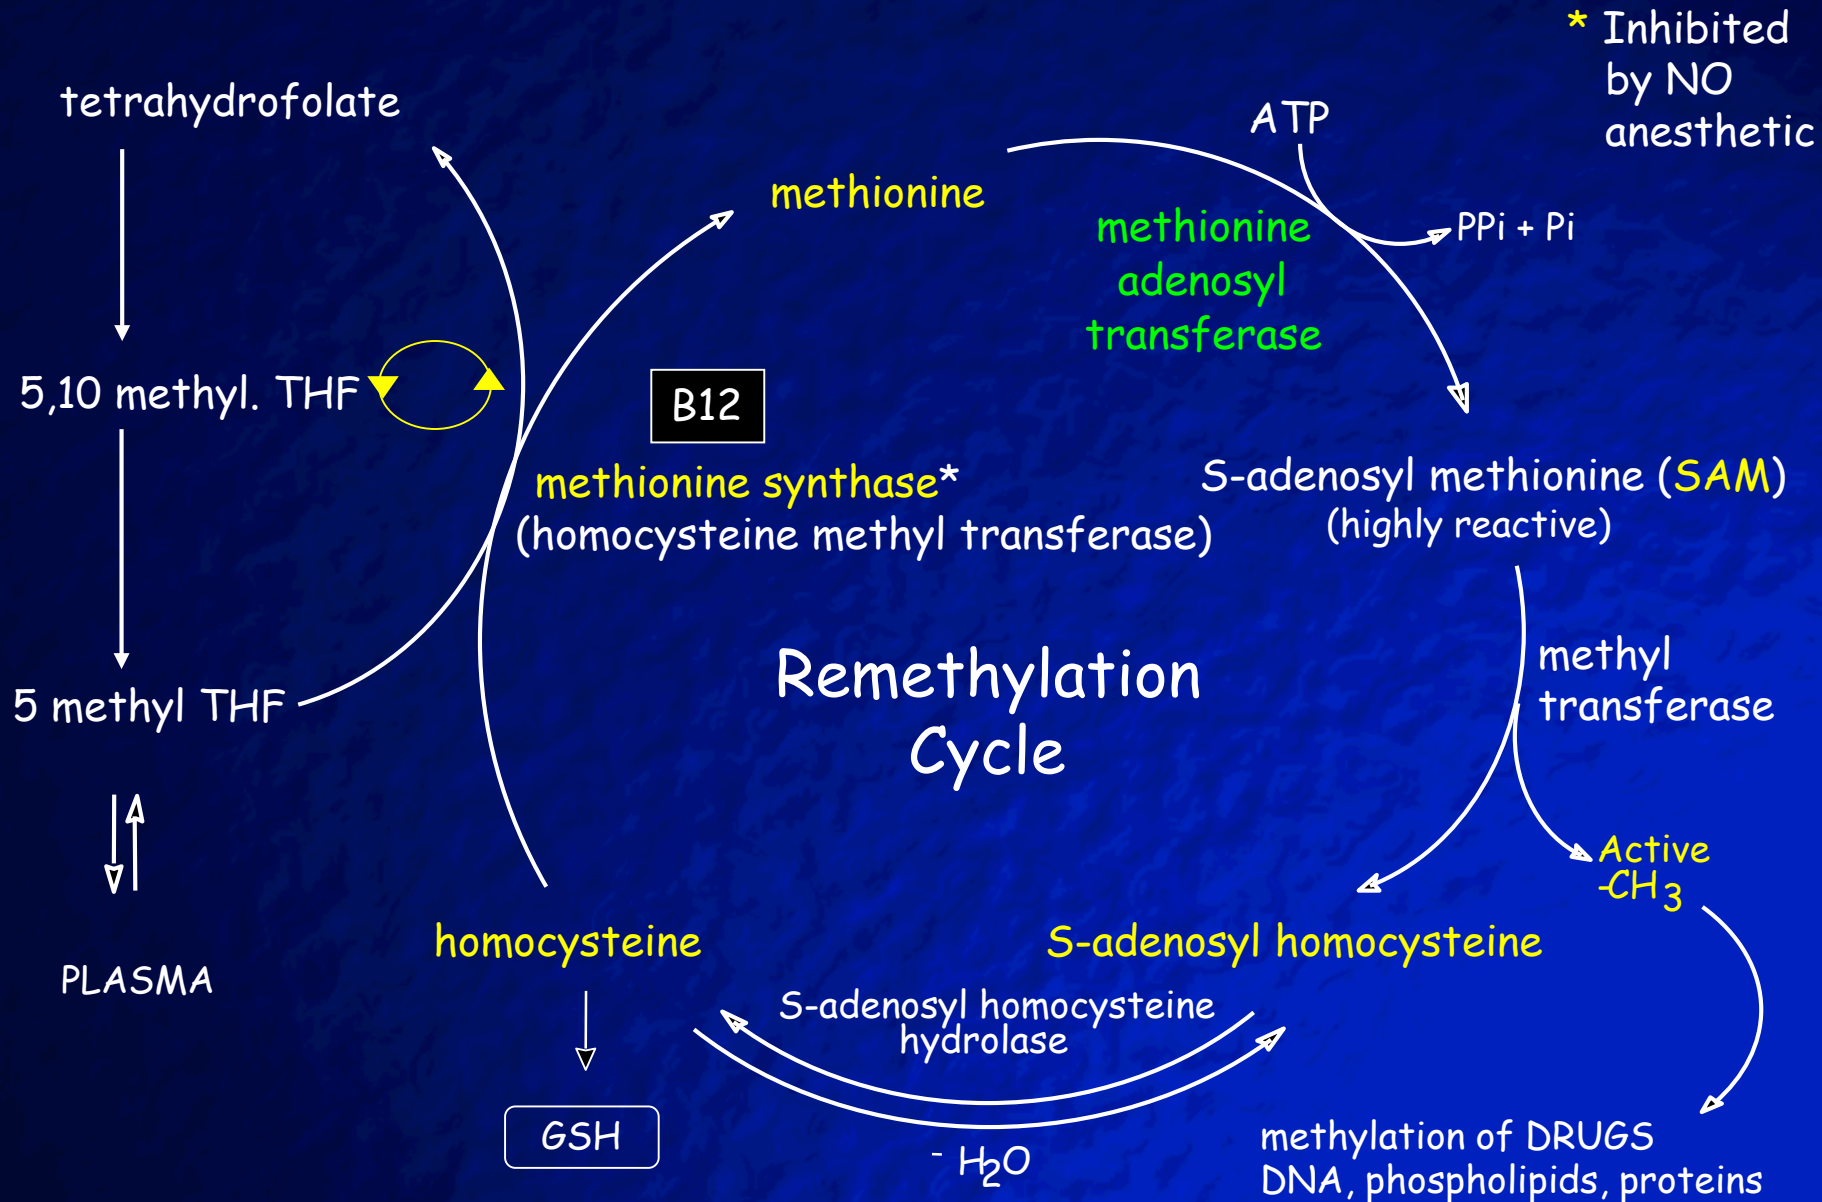 * Inhibited
by NO
anesthetic
tetrahydrofolate
ATP
methionine
PPi + Pi
methionine
adenosyl
transferase
5,10 methyl. THF
B12
methionine synthase*
(homocysteine methyl transferase)
S-adenosyl methionine (SAM)
(highly reactive)
Remethylation
Cycle
methyl
transferase
5 methyl THF
Active
-CH3
homocysteine
S-adenosyl homocysteine
PLASMA
S-adenosyl homocysteine
hydrolase
GSH
- H2O
methylation of DRUGS
DNA, phospholipids, proteins